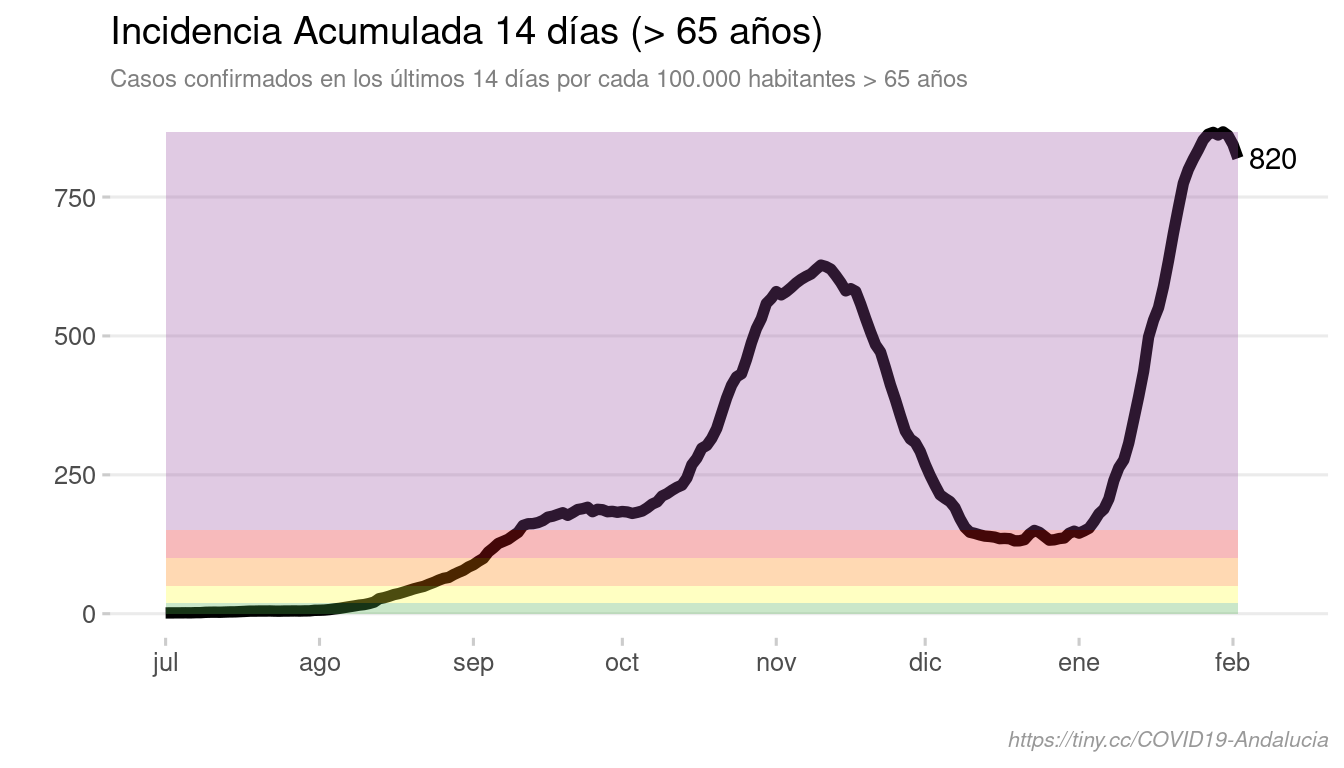 Incidencia Acumulada 14 días (> 65 años)
Casos confirmados en los últimos 14 días por cada 100.000 habitantes > 65 años
820
750
500
250
0
jul ago sep oct nov dic ene feb
https://tiny.cc/COVID19-Andalucia